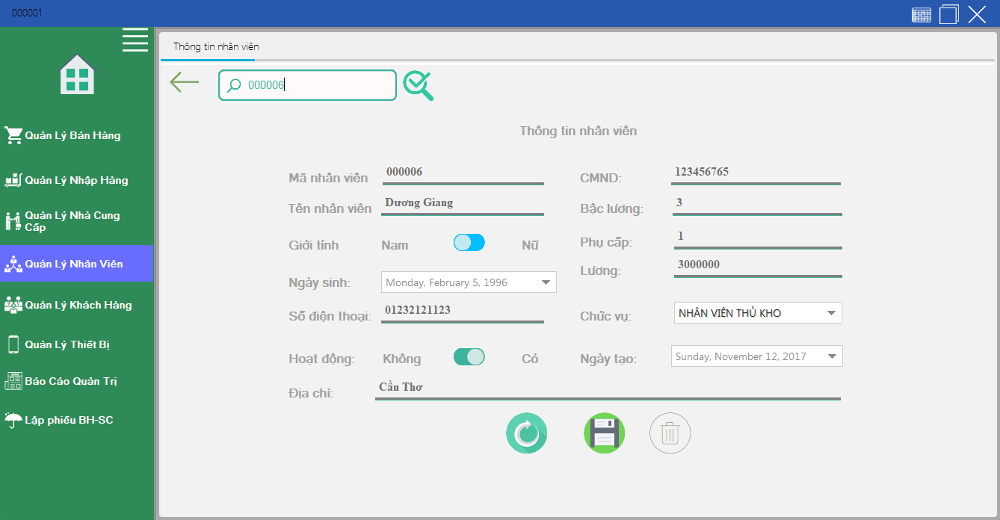 000001
Thông tin nhân viên
000006
Quản Lý Bán Hàng
Quản Lý Nhập Hàng
Quản Lý Nhà Cung
Cấp
Quản Lý Nhân Viên
Quản Lý Khách Hàng
Quản Lý Thiết Bị
Báo Cáo Quản Trị
Lập phiếu BH-SC
Thông tin nhân viên
Mã nhân viên 000006
CMND: 123456765
Tên nhân viên Dương Giang
Bậc lương: 3
Giới tính Nam Nữ
Phụ cấp: 1
Lương: 3000000
Ngày sinh: Monday, February 5, 1996
Số điện thoại: 01232121123
Chức vụ: NHÂN VIÊN THỦ KHO
Hoạt động: Không Có
Ngày tạo: Sunday, November 12, 2017
Địa chỉ: Cần Thơ